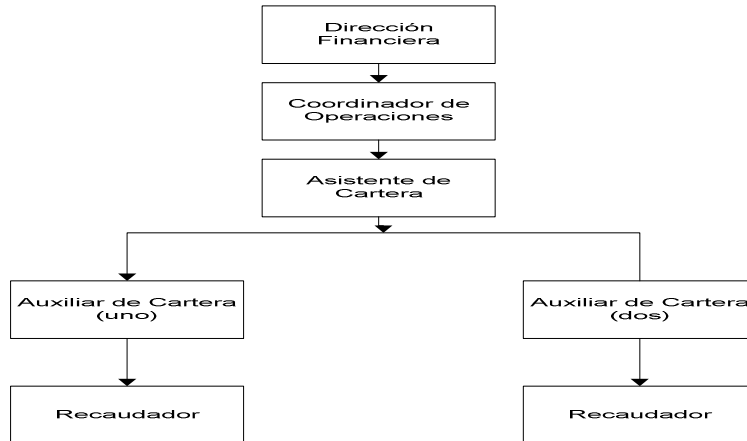 Dirección
Financiera
Coordinador de
Operaciones
Asistente de
Cartera
Auxiliar de Cartera
(uno)
Auxiliar de Cartera
(dos)
Recaudador
Recaudador